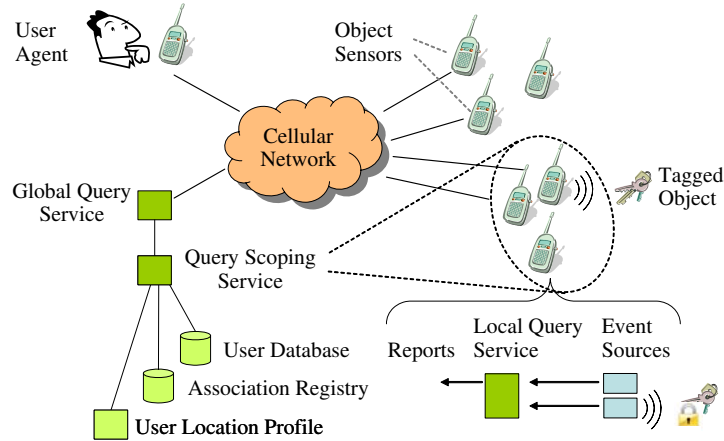 User
Agent
Object
Sensors
Cellular
Network
Tagged
Object
Global Query
Service
Query Scoping
Service
User Database
Association Registry
User Location Profile
Reports
Local Query
Service
Event
Sources